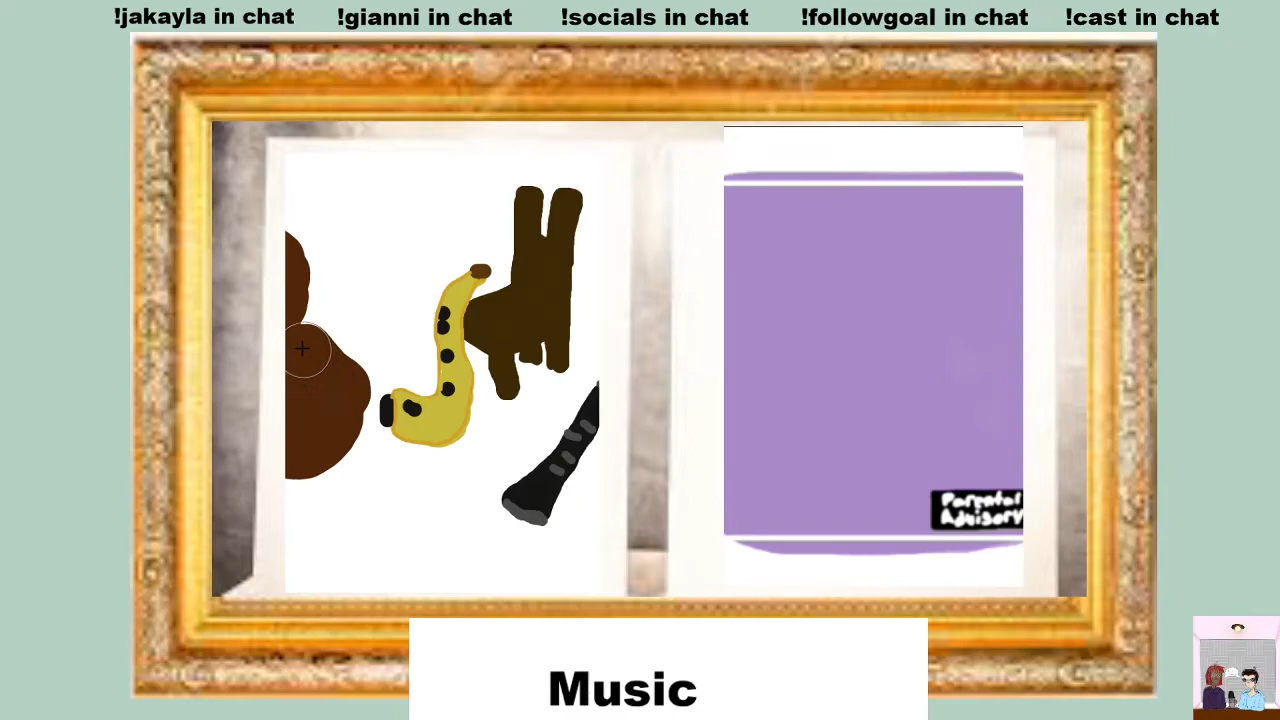 !jakayla in chat
!gianni in chat
!socials in chat
!followgoal in chat
!cast in chat
Parental
Advisory
Music